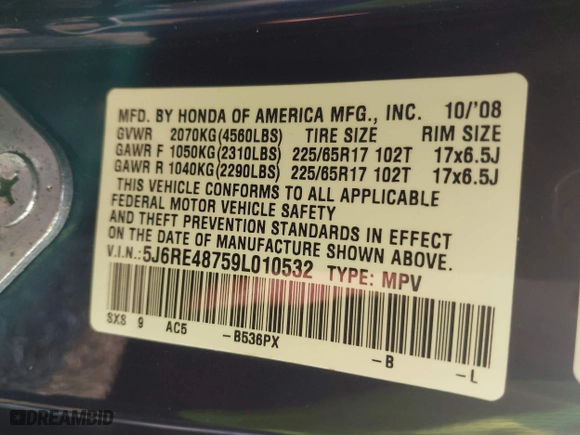 MFD. BY HONDA OF AMERICA MFG., INC. 10/'08
GVWR 2070KG(4560LBS) TIRE SIZE RIM SIZE
GAWR F 1050KG(2310LBS) 225/65R17 102T 17x6.5J
GAWR R 1040KG(2290LBS) 225/65R17 102T 17x6.5J
THIS VEHICLE CONFORMS TO ALL APPLICABLE
FEDERAL MOTOR VEHICLE SAFETY
AND THEFT PREVENTION STANDARDS IN EFFECT
ON THE DATE OF MANUFACTURE SHOWN ABOVE.
V.I.N.: 5J6RE48759L010532 TYPE: MPV
SXS 9 AC5 -B536PX -B -L
DREAMBID